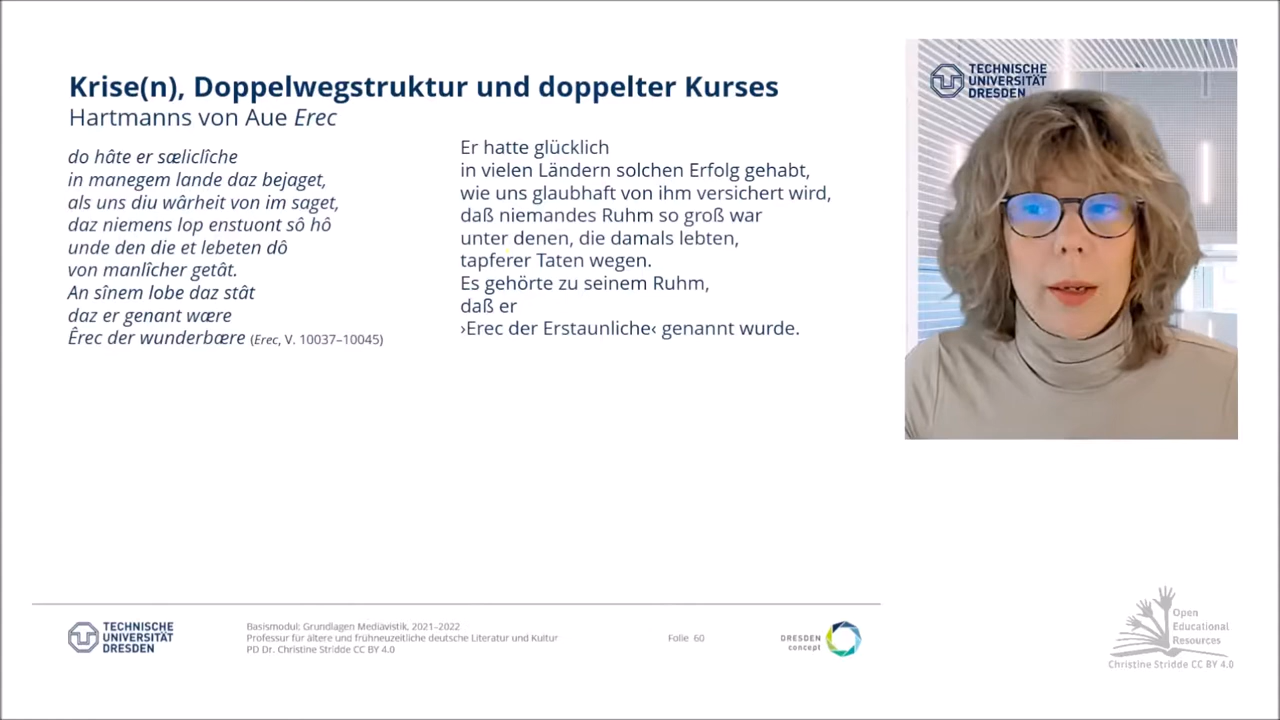 Krise(n), Doppelwegstruktur und doppelter Kurses
Hartmanns von Aue Erec
do hâte er sæliclîche
in manegem lande daz bejaget,
als uns diu wârheit von im saget,
daz niemens lop enstuont sô hô
unde den die et lebeten dô
von manlîcher getât.
An sînem lobe daz stât
daz er genant wære
Êrec der wunderbære (Erec, V. 10037–10045)
Er hatte glücklich
in vielen Ländern solchen Erfolg gehabt,
wie uns glaubhaft von ihm versichert wird,
daß niemandes Ruhm so groß war
unter denen, die damals lebten,
tapferer Taten wegen.
Es gehörte zu seinem Ruhm,
daß er
›Erec der Erstaunliche‹ genannt wurde.
TECHNISCHE
UNIVERSITÄT
DRESDEN
TECHNISCHE
UNIVERSITÄT
DRESDEN
Basismodul: Grundlagen Mediävistik, 2021–2022
Professur für ältere und frühneuzeitliche deutsche Literatur und Kultur
PD Dr. Christine Stridde CC BY 4.0
Folie 60
DRESDEN
concept
Open
Educational
Resources
Christine Stridde CC BY 4.0